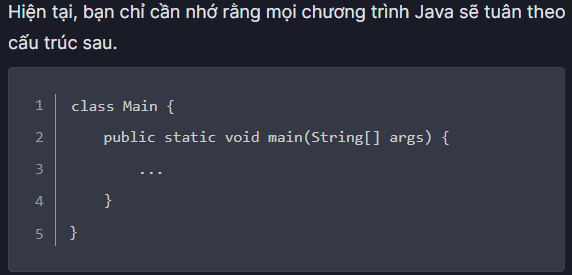 Hiện tại, bạn chỉ cần nhớ rằng mọi chương trình Java sẽ tuân theo
cấu trúc sau.
1 class Main {
2     public static void main(String[] args) {
3         ...
4     }
5 }